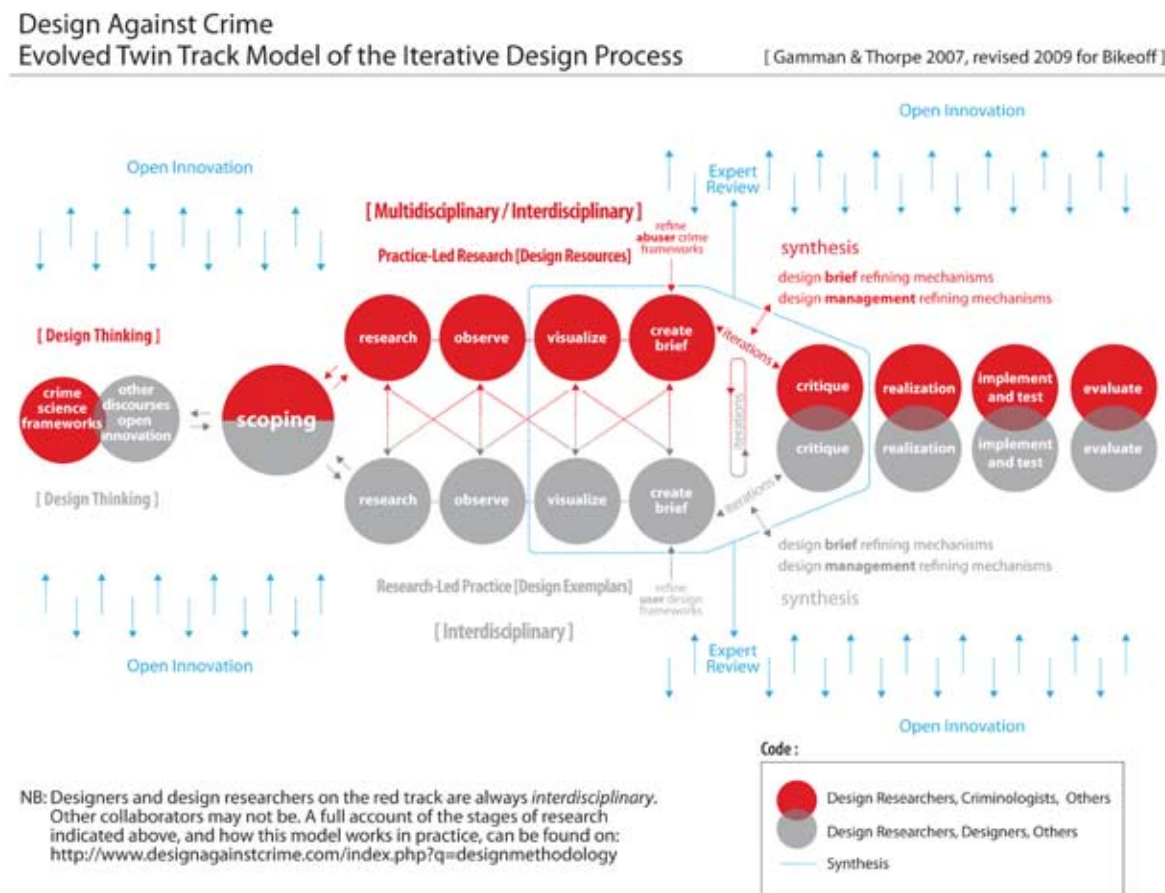 Design Against Crime
Evolved Twin Track Model of the Iterative Design Process
[ Gamman & Thorpe 2007, revised 2009 for Bikeoff ]
Open Innovation
Open Innovation
Expert
Review
[ Multidisciplinary / Interdisciplinary ]
Practice-Led Research [Design Resources]
refine
abuser crime
frameworks
synthesis
design brief refining mechanisms
design management refining mechanisms
[ Design Thinking ]
crime
science
frameworks
other
discourses
open
innovation
scoping
research
observe
visualize
create
brief
iterations
critique
realization
implement
and test
evaluate
iterations
research
observe
visualize
create
brief
iterations
critique
realization
implement
and test
evaluate
[ Design Thinking ]
design brief refining mechanisms
design management refining mechanisms
synthesis
Research-Led Practice [Design Exemplars]
refine
user design
frameworks
[ Interdisciplinary ]
Open Innovation
Expert
Review
Open Innovation
Code :
Design Researchers, Criminologists, Others
Design Researchers, Designers, Others
Synthesis
NB: Designers and design researchers on the red track are always interdisciplinary.
Other collaborators may not be. A full account of the stages of research
indicated above, and how this model works in practice, can be found on:
http://www.designagainstcrime.com/index.php?q=designmethodology